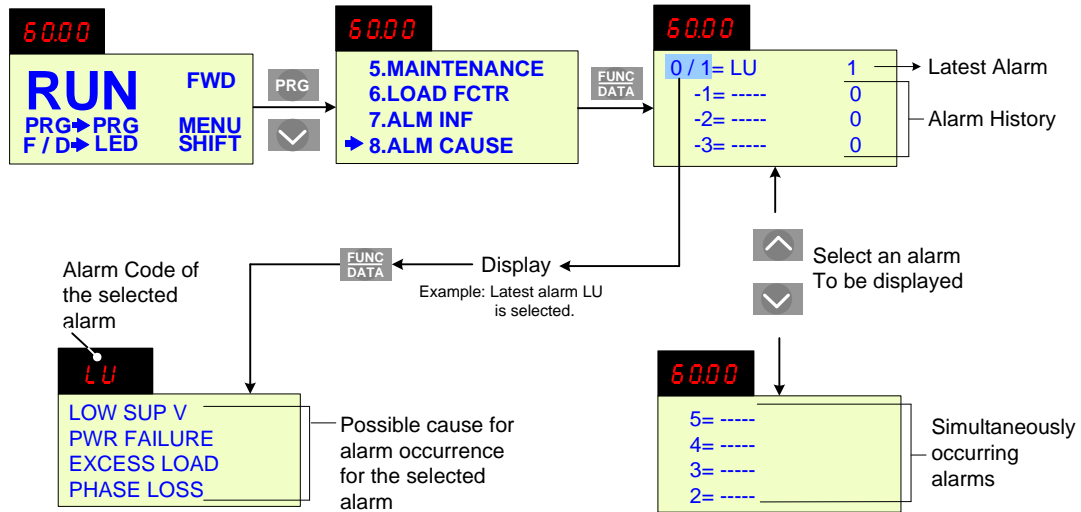 60.00
RUN FWD
PRG➔PRG MENU
F / D➔LED SHIFT
PRG
60.00
5.MAINTENANCE
6.LOAD FCTR
7.ALM INF
➔ 8.ALM CAUSE
FUNC
DATA
60.00
0 / 1= LU 1
-1= ----- 0
-2= ----- 0
-3= ----- 0
Latest Alarm
Alarm History
Select an alarm
To be displayed
Display
Example: Latest alarm LU
is selected.
FUNC
DATA
Alarm Code of
the selected
alarm
LU
LOW SUP V
PWR FAILURE
EXCESS LOAD
PHASE LOSS
Possible cause for
alarm occurrence
for the selected
alarm
60.00
5= -----
4= -----
3= -----
2= -----
Simultaneously
occurring
alarms